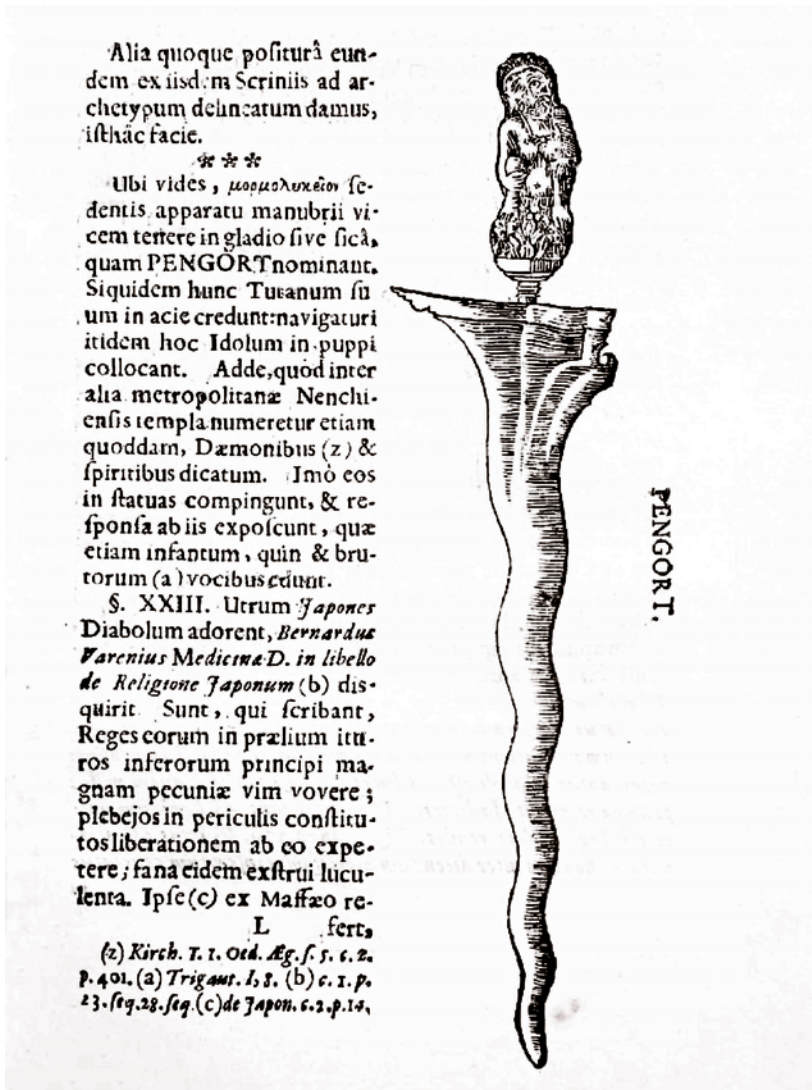 Alia quoque poſiturâ eun-
dem ex iisdem Scriniis ad ar-
chetypum delineatum damus,
iſthâc facie.
* * *
Ubi vides, μορμολυκεῖον ſe-
dentis apparatu manubrii vi-
cem tenere in gladio ſive ſicâ,
quam PENGORT nominant.
Siquidem hunc Tutanum ſu
um in acie credunt: navigaturi
itidem hoc Idolum in puppi
collocant. Adde, quòd inter
alia metropolitanæ Nenchi-
enſis templa numeretur etiam
quoddam, Dæmonibus (z) &
ſpiritibus dicatum. Imò eos
in ſtatuas compingunt, & re-
ſponſa ab iis expoſcunt, quæ
etiam infantum, quin & bru-
torum (a) vocibus edunt.
§. XXIII. Utrum Japones
Diabolum adorent, Bernardus
Varenius Medicinæ D. in libello
de Religione Japonum (b) dis-
quirit. Sunt, qui ſcribant,
Reges eorum in prælium itu-
ros inferorum principi ma-
gnam pecuniæ vim vovere;
plebejos in periculis conſtitu-
tos liberationem ab eo expe-
tere; fana eidem exſtrui lucu-
lenta. Ipſe (c) ex Maffæo re-
L fert,
(z) Kirch. T. 1. Oed. Æg. ſ. 5. c. 2.
p. 401. (a) Trigaut. l, 8. (b) c. 1. p.
23. ſeq. 28. ſeq. (c) de Japon. c. 2. p. 14.
PENGORT.